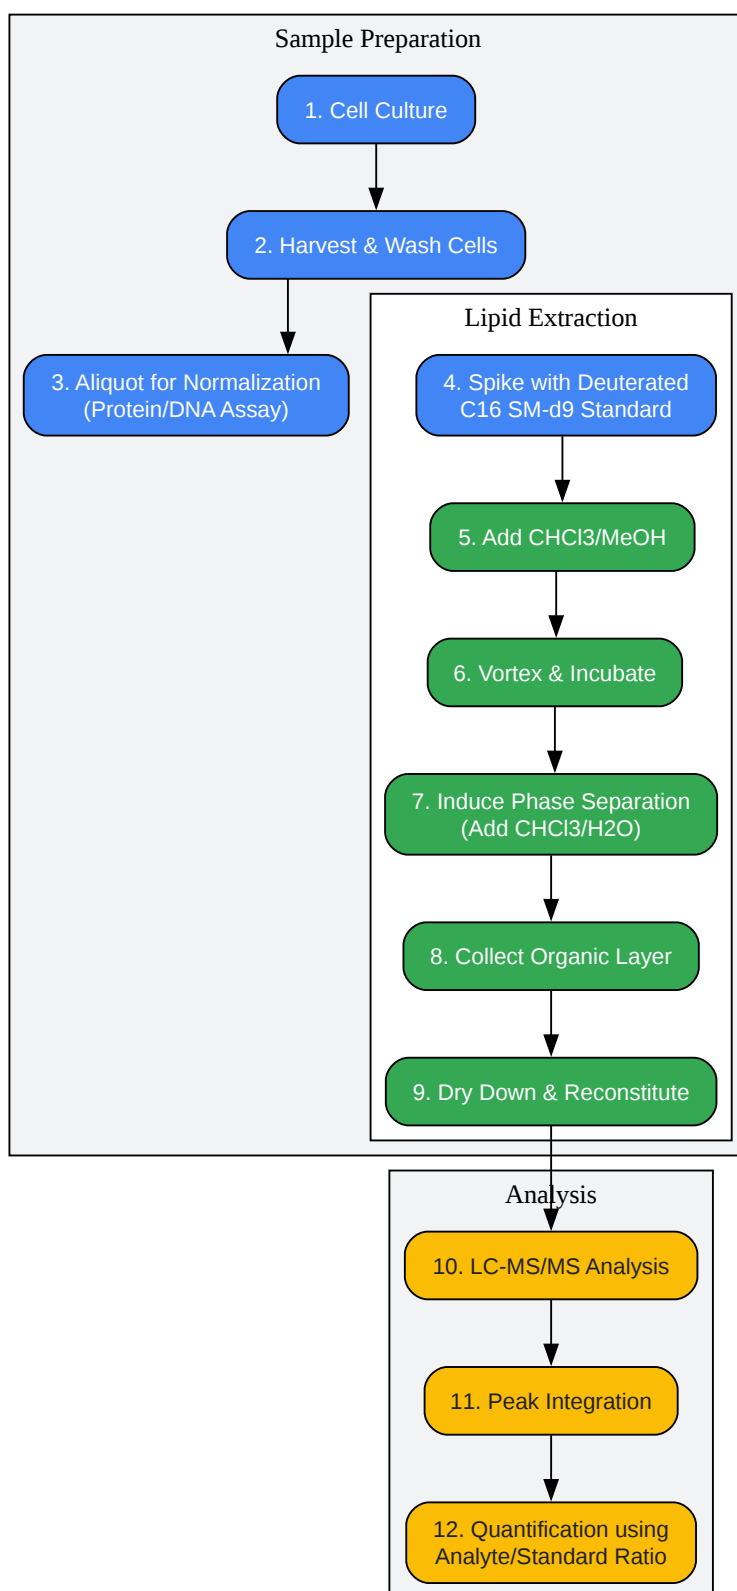 Sample Preparation
1. Cell Culture
2. Harvest & Wash Cells
3. Aliquot for Normalization
(Protein/DNA Assay)
Lipid Extraction
4. Spike with Deuterated
C16 SM-d9 Standard
5. Add CHCl3/MeOH
6. Vortex & Incubate
7. Induce Phase Separation
(Add CHCl3/H2O)
8. Collect Organic Layer
9. Dry Down & Reconstitute
Analysis
10. LC-MS/MS Analysis
11. Peak Integration
12. Quantification using
Analyte/Standard Ratio